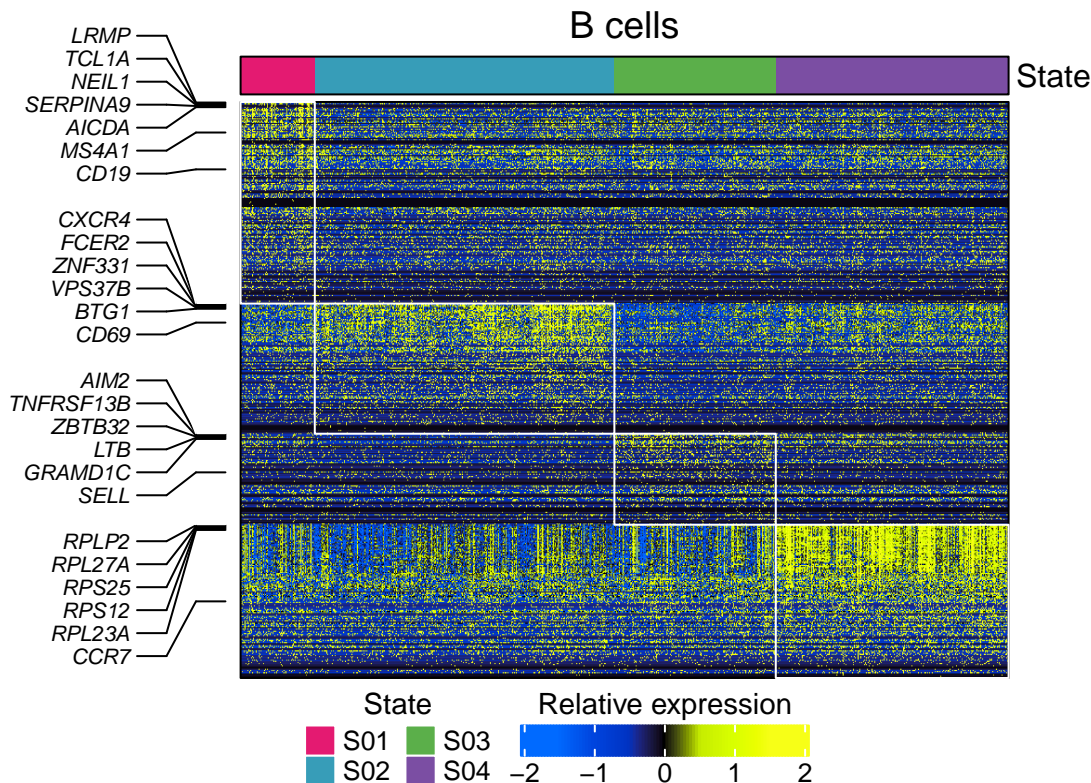 B cells
State
LRMP
TCL1A
NEIL1
SERPINA9
AICDA
MS4A1
CD19
CXCR4
FCER2
ZNF331
VPS37B
BTG1
CD69
AIM2
TNFRSF13B
ZBTB32
LTB
GRAMD1C
SELL
RPLP2
RPL27A
RPS25
RPS12
RPL23A
CCR7
State
S01 S03
S02 S04
Relative expression
−2 −1 0 1 2